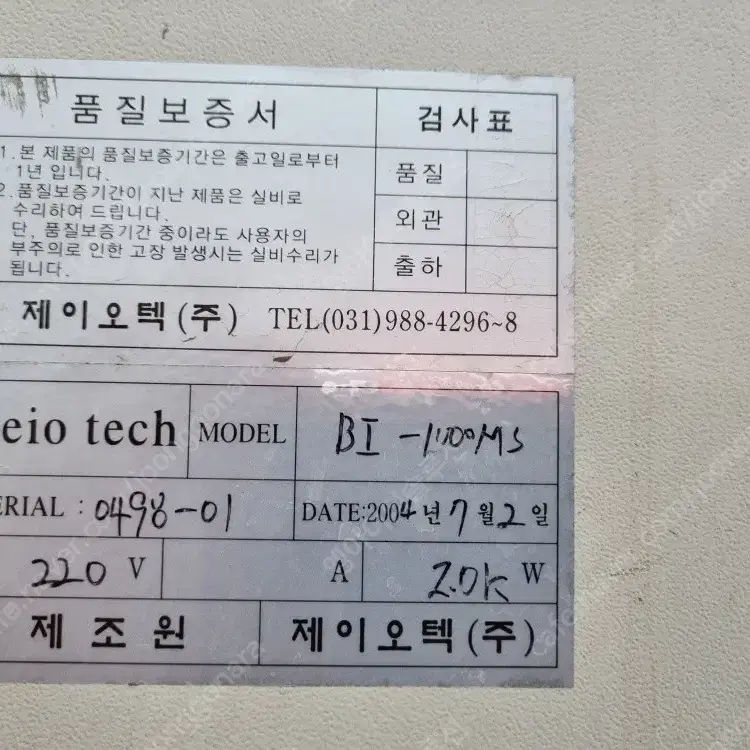 품질보증서
검사표
1. 본 제품의 품질보증기간은 출고일로부터
1년 입니다.
2. 품질보증기간이 지난 제품은 실비로
수리하여 드립니다.
단, 품질보증기간 중이라도 사용자의
부주의로 인한 고장 발생시는 실비수리가
됩니다.
품질
외관
출하
제이오텍(주) TEL(031)988-4296~8
eio tech MODEL BI-1100MS
ERIAL : 0498-01 DATE:2004년 7월 2일
220 V A 2.0k W
제조원 제이오텍(주)